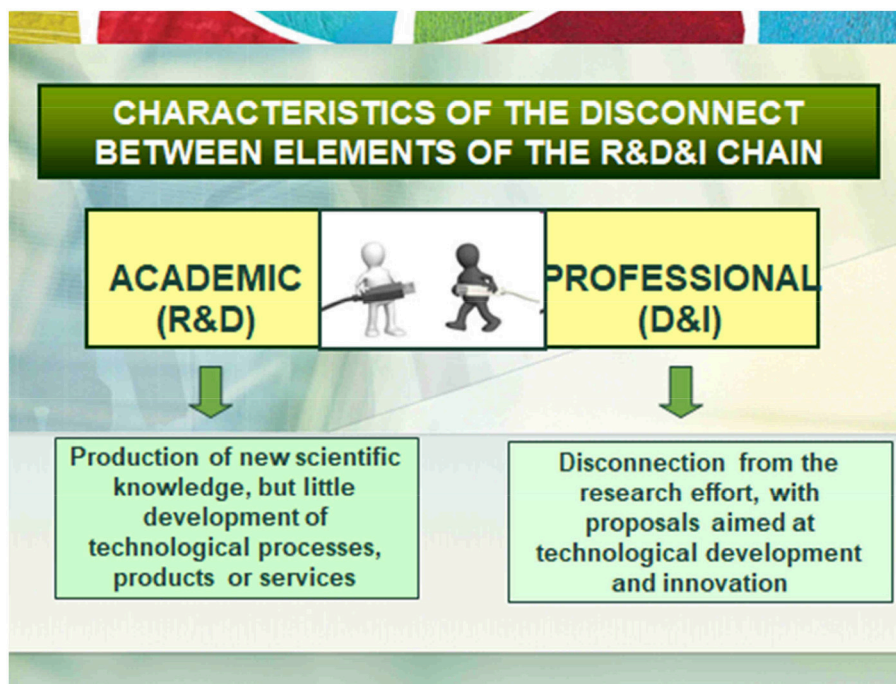 CHARACTERISTICS OF THE DISCONNECT
BETWEEN ELEMENTS OF THE R&D&I CHAIN
ACADEMIC
(R&D)
PROFESSIONAL
(D&I)
Production of new scientific
knowledge, but little
development of
technological processes,
products or services
Disconnection from the
research effort, with
proposals aimed at
technological development
and innovation